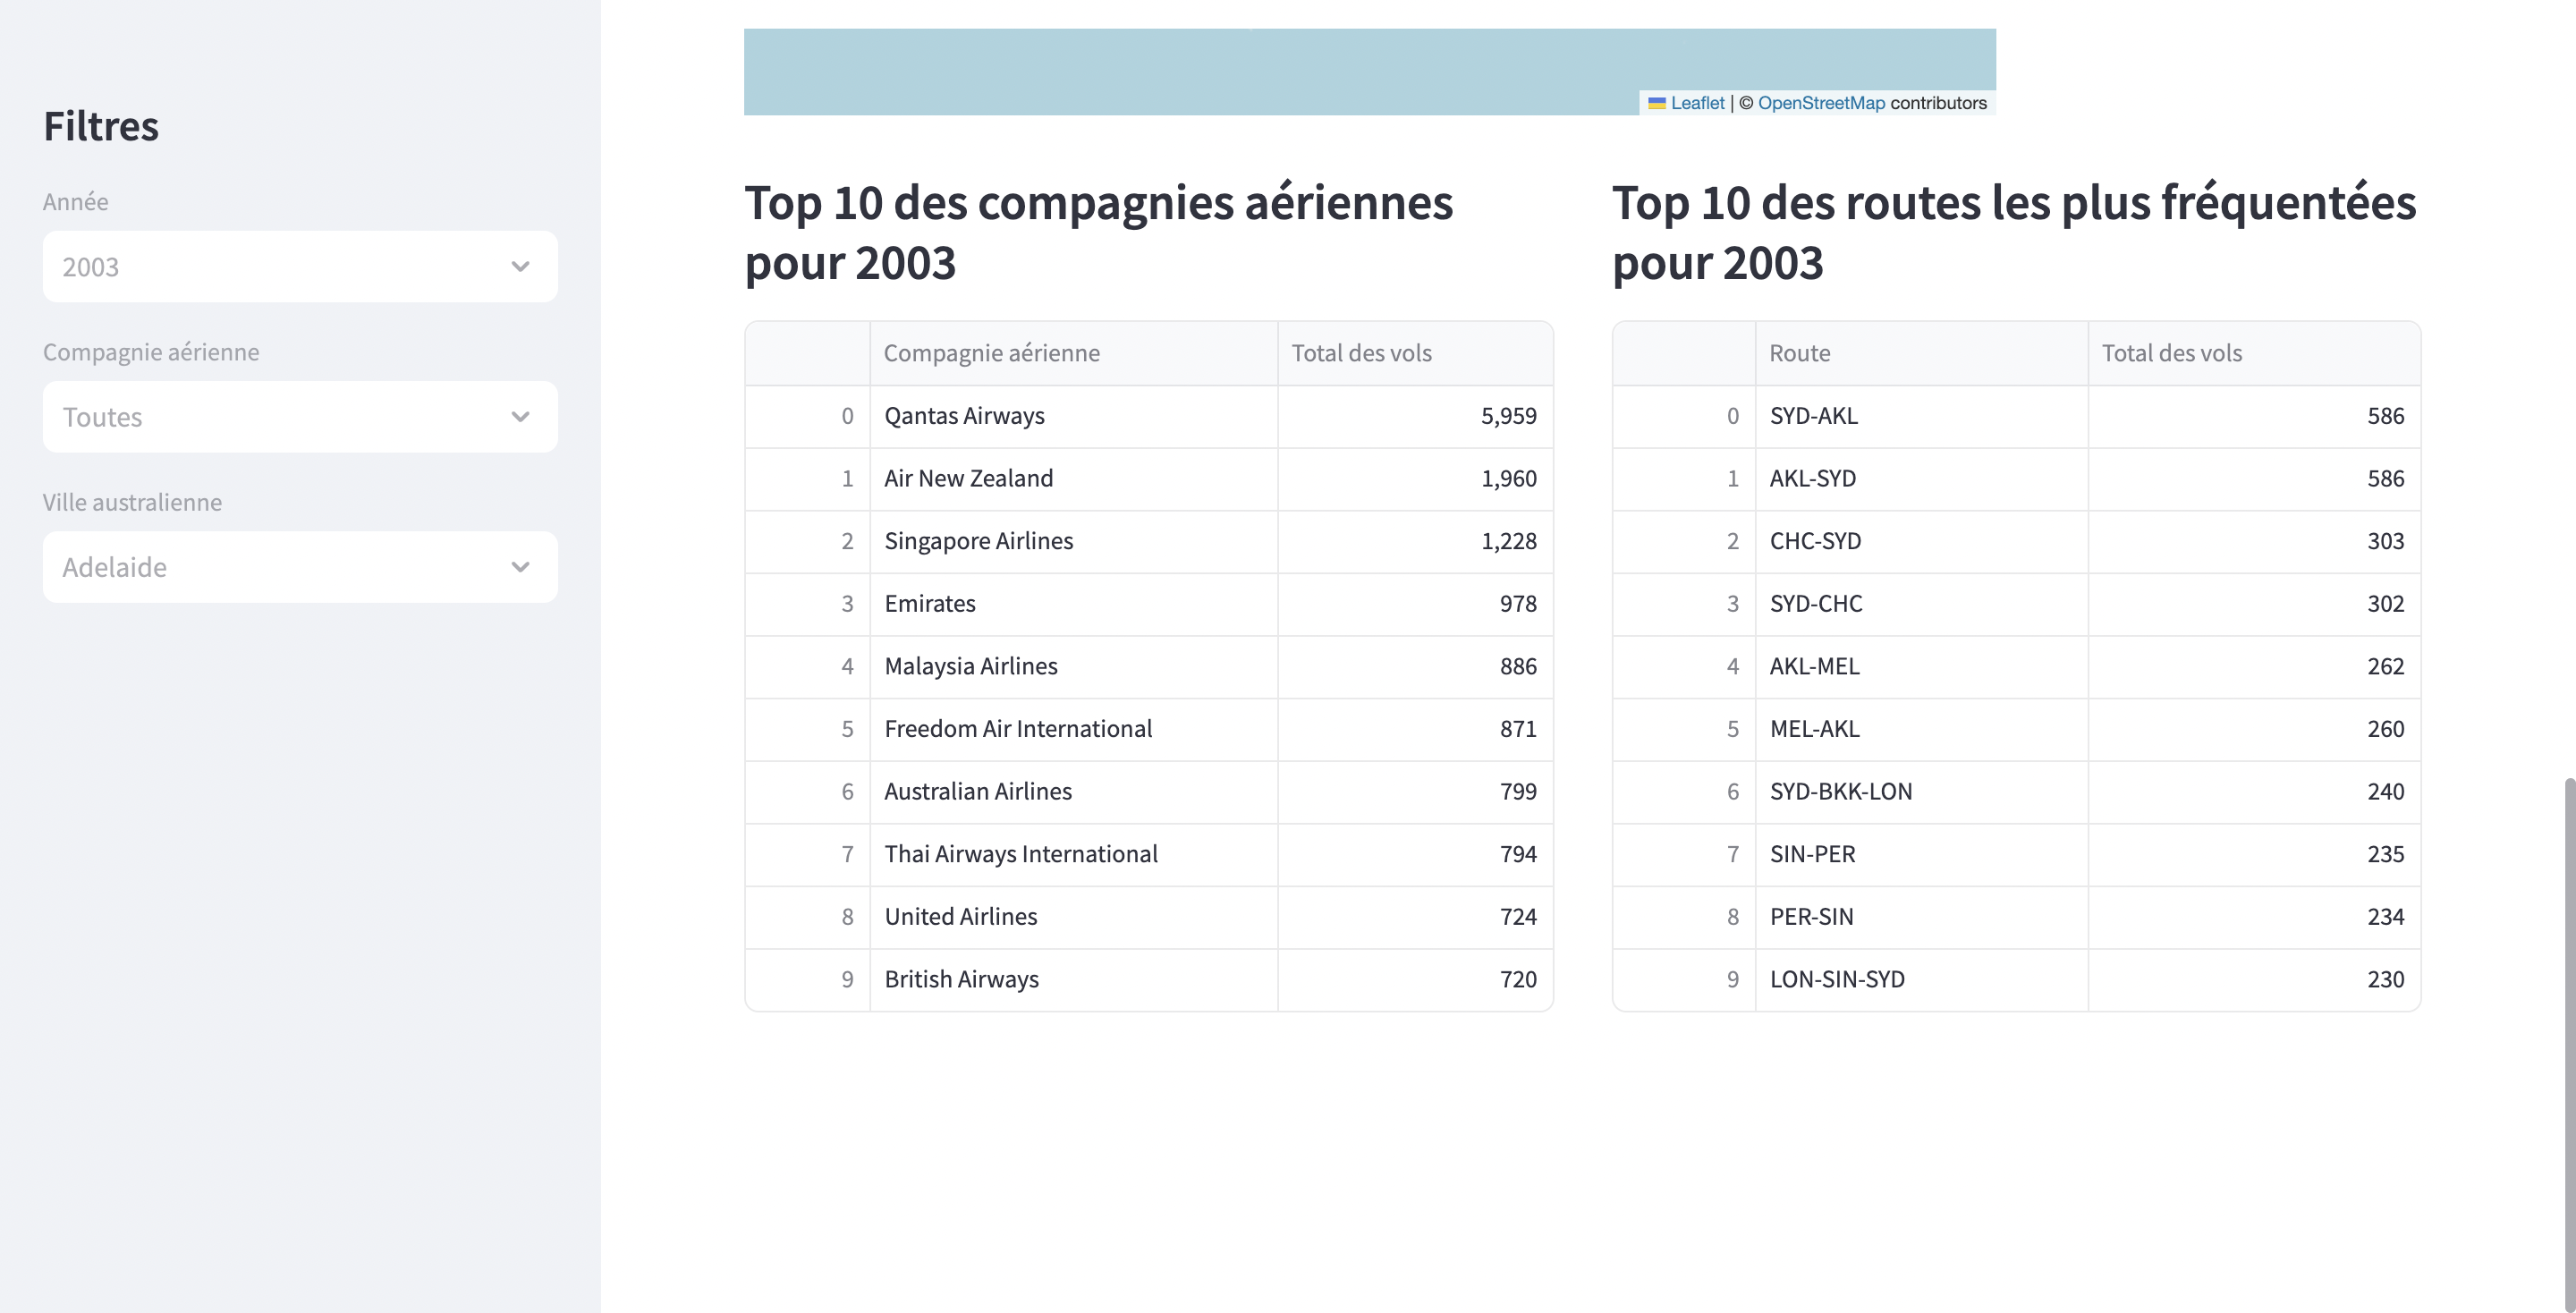 Filtres
Année
2003
Compagnie aérienne
Toutes
Ville australienne
Adelaide
Leaflet | © OpenStreetMap contributors
Top 10 des compagnies aériennes
pour 2003
Compagnie aérienne Total des vols
0 Qantas Airways 5,959
1 Air New Zealand 1,960
2 Singapore Airlines 1,228
3 Emirates 978
4 Malaysia Airlines 886
5 Freedom Air International 871
6 Australian Airlines 799
7 Thai Airways International 794
8 United Airlines 724
9 British Airways 720
Top 10 des routes les plus fréquentées
pour 2003
Route Total des vols
0 SYD-AKL 586
1 AKL-SYD 586
2 CHC-SYD 303
3 SYD-CHC 302
4 AKL-MEL 262
5 MEL-AKL 260
6 SYD-BKK-LON 240
7 SIN-PER 235
8 PER-SIN 234
9 LON-SIN-SYD 230